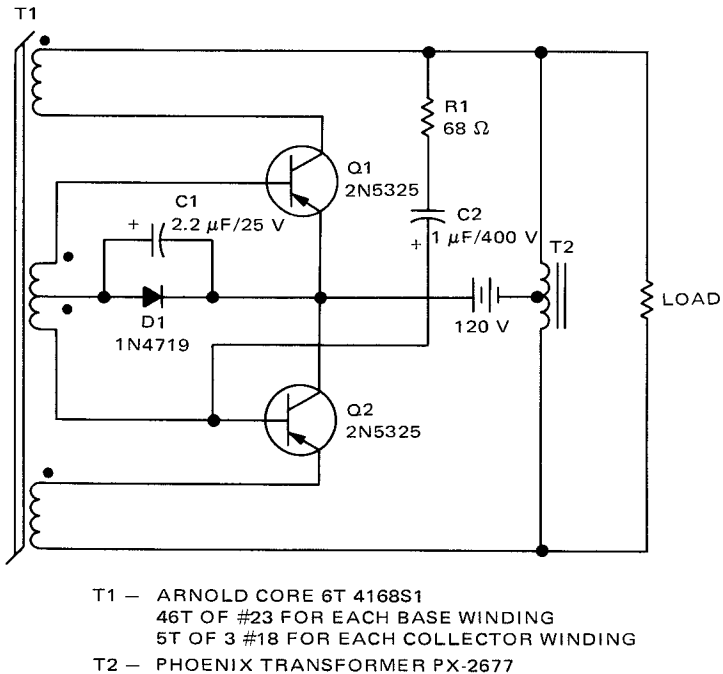 T1
R1
68 Ω
Q1
2N5325
C1
+ 2.2 μF/25 V
C2
+ 1 μF/400 V
T2
D1
1N4719
120 V
LOAD
Q2
2N5325
T1 – ARNOLD CORE 6T 4168S1
46T OF #23 FOR EACH BASE WINDING
5T OF 3 #18 FOR EACH COLLECTOR WINDING
T2 – PHOENIX TRANSFORMER PX-2677